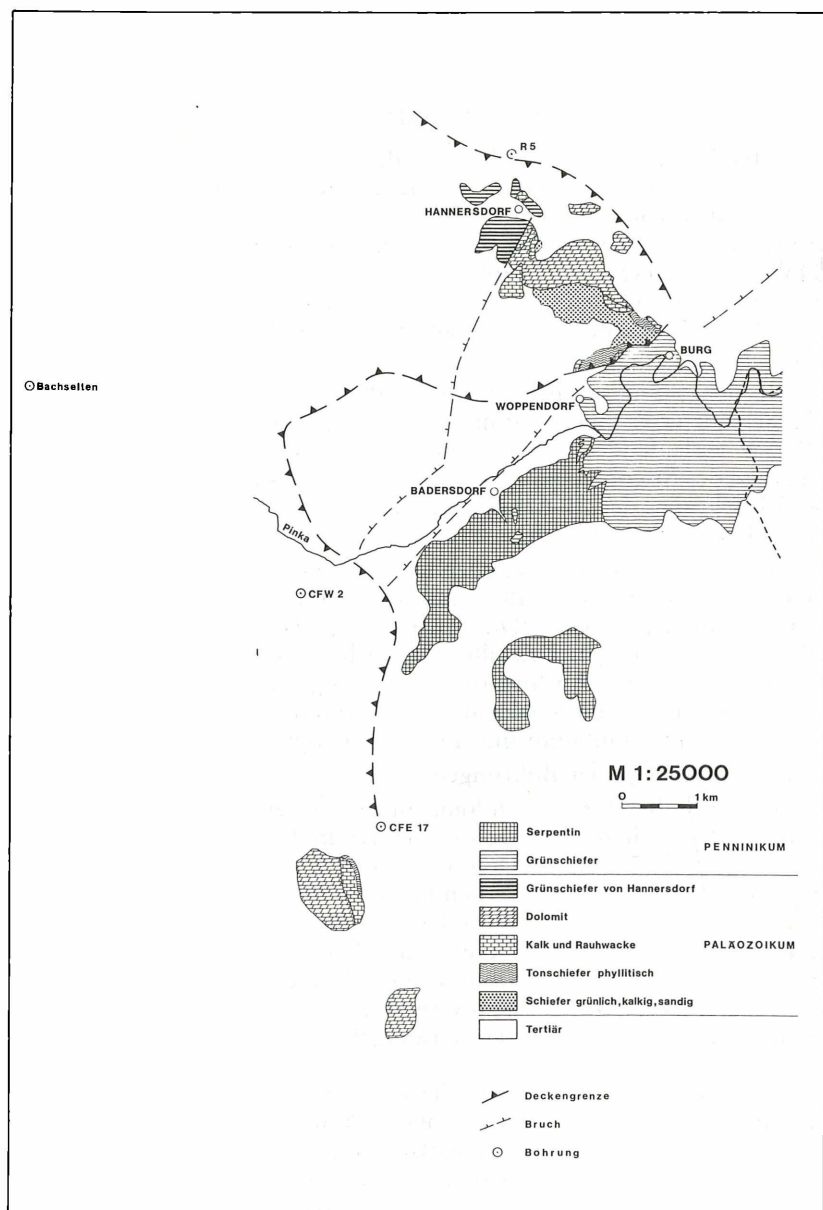 R 5
HANNERSDORF
BURG
Bachselten
WOPPENDORF
BADERSDORF
Pinka
CFW 2
M 1:25000
0 1 km
CFE 17
Serpentin
PENNINIKUM
Grünschiefer
Grünschiefer von Hannersdorf
Dolomit
Kalk und Rauhwacke
PALÄOZOIKUM
Tonschiefer phyllitisch
Schiefer grünlich, kalkig, sandig
Tertiär
Deckengrenze
Bruch
Bohrung